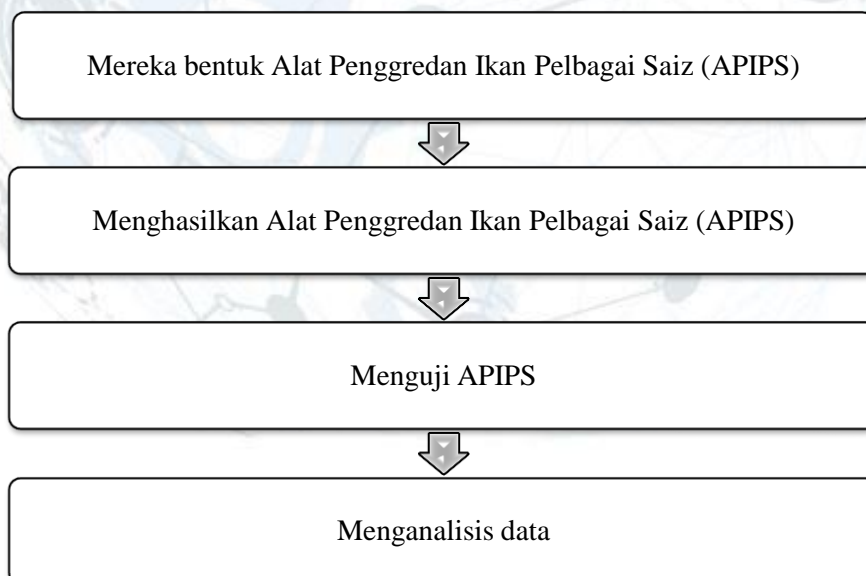 Mereka bentuk Alat Penggredan Ikan Pelbagai Saiz (APIPS)
Menghasilkan Alat Penggredan Ikan Pelbagai Saiz (APIPS)
Menguji APIPS
Menganalisis data